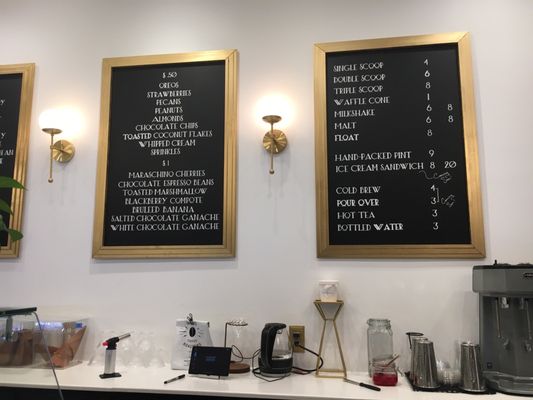 $ .50
OREOS
STRAWBERRIES
PECANS
PEANUTS
ALMONDS
CHOCOLATE CHIPS
TOASTED COCONUT FLAKES
WHIPPED CREAM
SPRINKLES
$ 1
MARASCHINO CHERRIES
CHOCOLATE ESPRESSO BEANS
TOASTED MARSHMALLOW
BLACKBERRY COMPOTE
BRULEED BANANA
SALTED CHOCOLATE GANACHE
WHITE CHOCOLATE GANACHE
SINGLE SCOOP 4
DOUBLE SCOOP 6
TRIPLE SCOOP 8
WAFFLE CONE 1
MILKSHAKE 6 8
MALT 6 8
FLOAT 8
HAND-PACKED PINT 9
ICE CREAM SANDWICH 8 20
COLD BREW 4
POUR OVER 3
HOT TEA 3
BOTTLED WATER 3